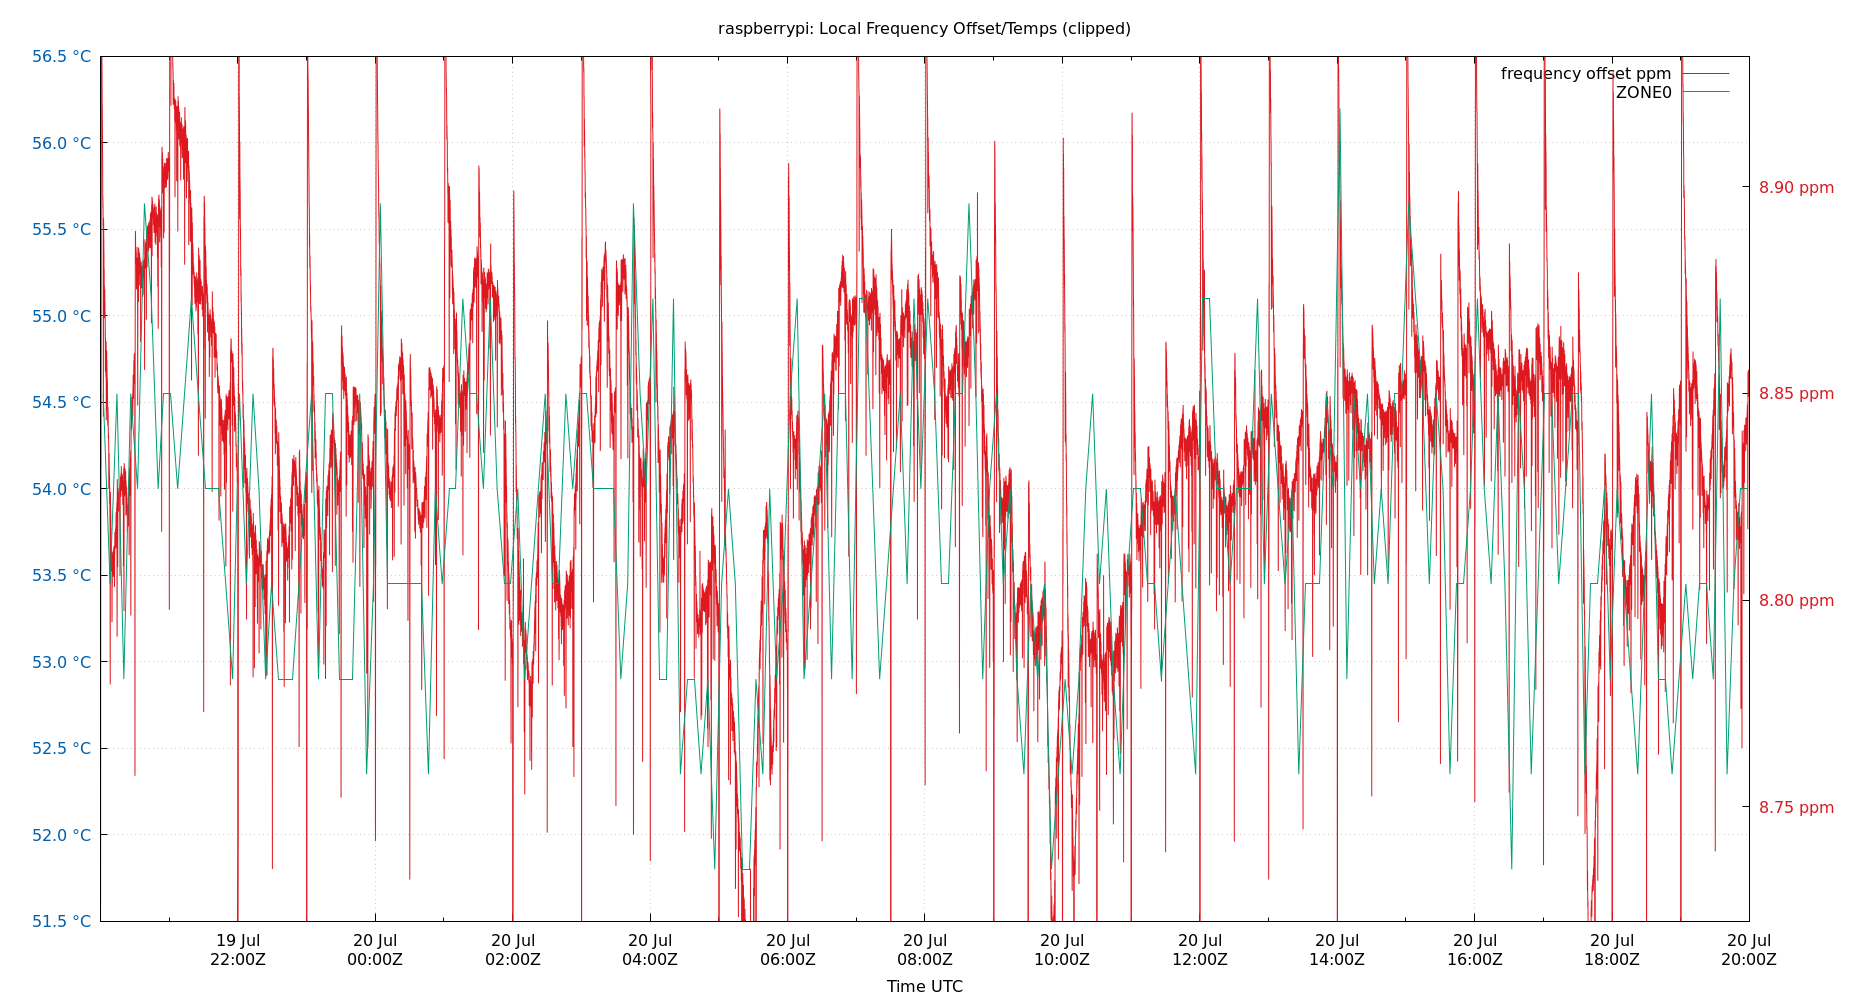 raspberrypi: Local Frequency Offset/Temps (clipped)
frequency offset ppm
ZONE0
56.5 °C
56.0 °C
55.5 °C
55.0 °C
54.5 °C
54.0 °C
53.5 °C
53.0 °C
52.5 °C
52.0 °C
51.5 °C
8.90 ppm
8.85 ppm
8.80 ppm
8.75 ppm
19 Jul 20 Jul 20 Jul 20 Jul 20 Jul 20 Jul 20 Jul 20 Jul 20 Jul 20 Jul 20 Jul 20 Jul
22:00Z 00:00Z 02:00Z 04:00Z 06:00Z 08:00Z 10:00Z 12:00Z 14:00Z 16:00Z 18:00Z 20:00Z
Time UTC